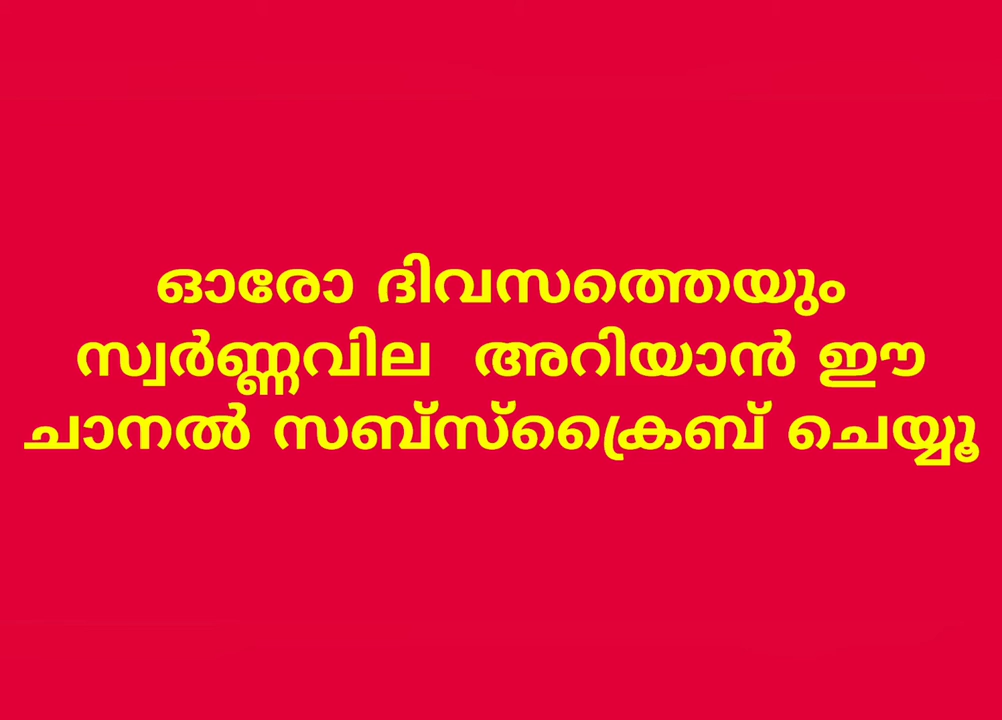 ഓരോ ദിവസത്തെയും
സ്വർണ്ണവില അറിയാൻ ഈ
ചാനൽ സബ്സ്ക്രൈബ് ചെയ്യൂ